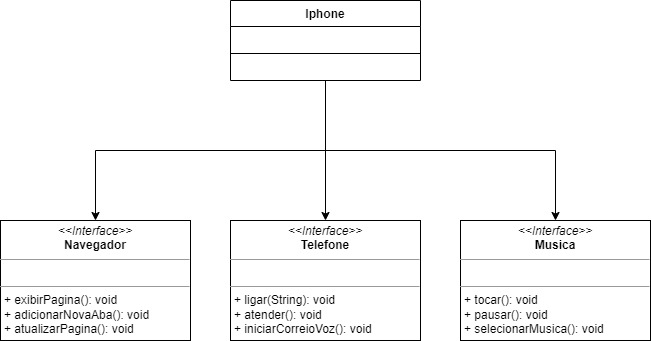 Iphone
<<Interface>>
Navegador
+ exibirPagina(): void
+ adicionarNovaAba(): void
+ atualizarPagina(): void
<<Interface>>
Telefone
+ ligar(String): void
+ atender(): void
+ iniciarCorreioVoz(): void
<<Interface>>
Musica
+ tocar(): void
+ pausar(): void
+ selecionarMusica(): void